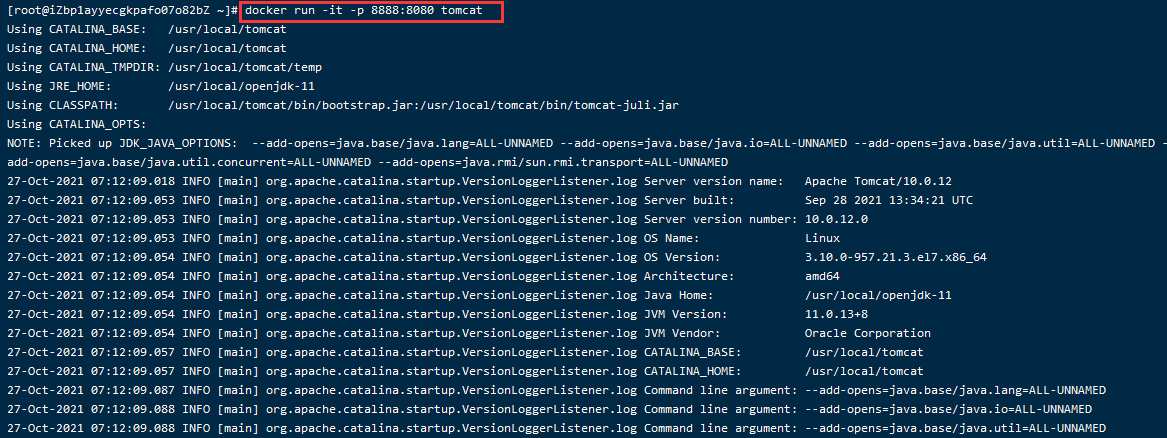 [root@iZbp1ayyecgkpafo07o82bZ ~]# docker run -it -p 8888:8080 tomcat
Using CATALINA_BASE:   /usr/local/tomcat
Using CATALINA_HOME:   /usr/local/tomcat
Using CATALINA_TMPDIR: /usr/local/tomcat/temp
Using JRE_HOME:        /usr/local/openjdk-11
Using CLASSPATH:       /usr/local/tomcat/bin/bootstrap.jar:/usr/local/tomcat/bin/tomcat-juli.jar
Using CATALINA_OPTS:
NOTE: Picked up JDK_JAVA_OPTIONS:  --add-opens=java.base/java.lang=ALL-UNNAMED --add-opens=java.base/java.io=ALL-UNNAMED --add-opens=java.base/java.util=ALL-UNNAMED -
add-opens=java.base/java.util.concurrent=ALL-UNNAMED --add-opens=java.rmi/sun.rmi.transport=ALL-UNNAMED
27-Oct-2021 07:12:09.018 INFO [main] org.apache.catalina.startup.VersionLoggerListener.log Server version name:   Apache Tomcat/10.0.12
27-Oct-2021 07:12:09.053 INFO [main] org.apache.catalina.startup.VersionLoggerListener.log Server built:          Sep 28 2021 13:34:21 UTC
27-Oct-2021 07:12:09.053 INFO [main] org.apache.catalina.startup.VersionLoggerListener.log Server version number: 10.0.12.0
27-Oct-2021 07:12:09.053 INFO [main] org.apache.catalina.startup.VersionLoggerListener.log OS Name:               Linux
27-Oct-2021 07:12:09.054 INFO [main] org.apache.catalina.startup.VersionLoggerListener.log OS Version:            3.10.0-957.21.3.el7.x86_64
27-Oct-2021 07:12:09.054 INFO [main] org.apache.catalina.startup.VersionLoggerListener.log Architecture:          amd64
27-Oct-2021 07:12:09.054 INFO [main] org.apache.catalina.startup.VersionLoggerListener.log Java Home:             /usr/local/openjdk-11
27-Oct-2021 07:12:09.054 INFO [main] org.apache.catalina.startup.VersionLoggerListener.log JVM Version:           11.0.13+8
27-Oct-2021 07:12:09.054 INFO [main] org.apache.catalina.startup.VersionLoggerListener.log JVM Vendor:            Oracle Corporation
27-Oct-2021 07:12:09.057 INFO [main] org.apache.catalina.startup.VersionLoggerListener.log CATALINA_BASE:         /usr/local/tomcat
27-Oct-2021 07:12:09.057 INFO [main] org.apache.catalina.startup.VersionLoggerListener.log CATALINA_HOME:         /usr/local/tomcat
27-Oct-2021 07:12:09.087 INFO [main] org.apache.catalina.startup.VersionLoggerListener.log Command line argument: --add-opens=java.base/java.lang=ALL-UNNAMED
27-Oct-2021 07:12:09.088 INFO [main] org.apache.catalina.startup.VersionLoggerListener.log Command line argument: --add-opens=java.base/java.io=ALL-UNNAMED
27-Oct-2021 07:12:09.088 INFO [main] org.apache.catalina.startup.VersionLoggerListener.log Command line argument: --add-opens=java.base/java.util=ALL-UNNAMED